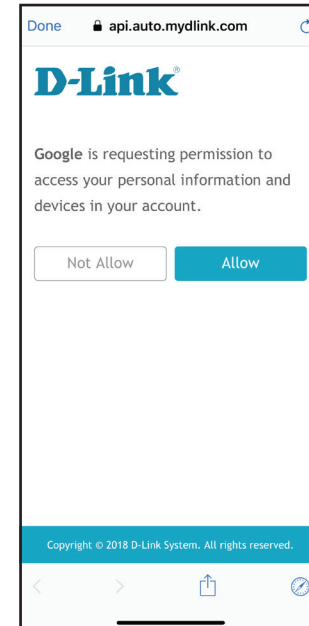 Done api.auto.mydlink.com
D-Link®
Google is requesting permission to
access your personal information and
devices in your account.
Not Allow Allow
Copyright © 2018 D-Link System. All rights reserved.